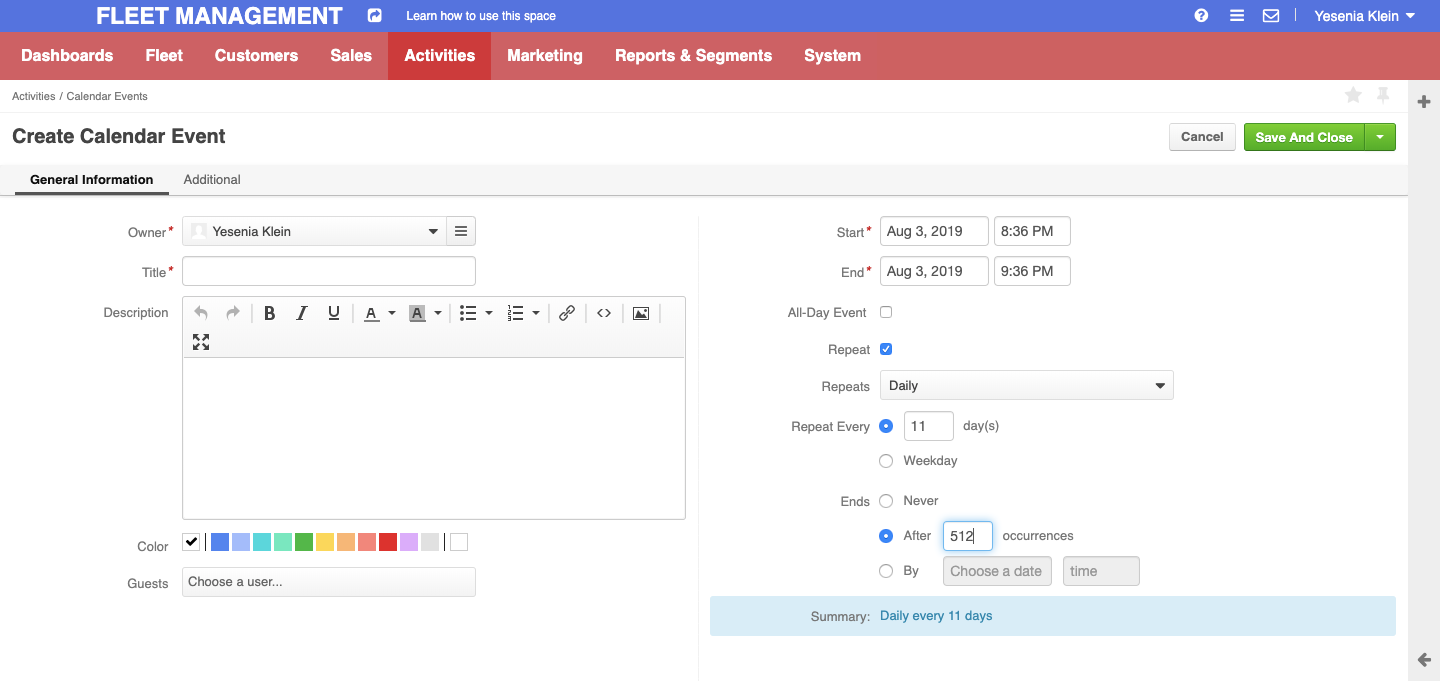 FLEET MANAGEMENT Learn how to use this space Yesenia Klein
Dashboards Fleet Customers Sales Activities Marketing Reports & Segments System
Activities / Calendar Events
Create Calendar Event Cancel Save And Close
General Information Additional
Owner* Yesenia Klein
Title*
Description
Color
Guests Choose a user...
Start* Aug 3, 2019 8:36 PM
End* Aug 3, 2019 9:36 PM
All-Day Event
Repeat
Repeats Daily
Repeat Every 11 day(s)
Weekday
Ends Never
After 512 occurrences
By Choose a date time
Summary: Daily every 11 days